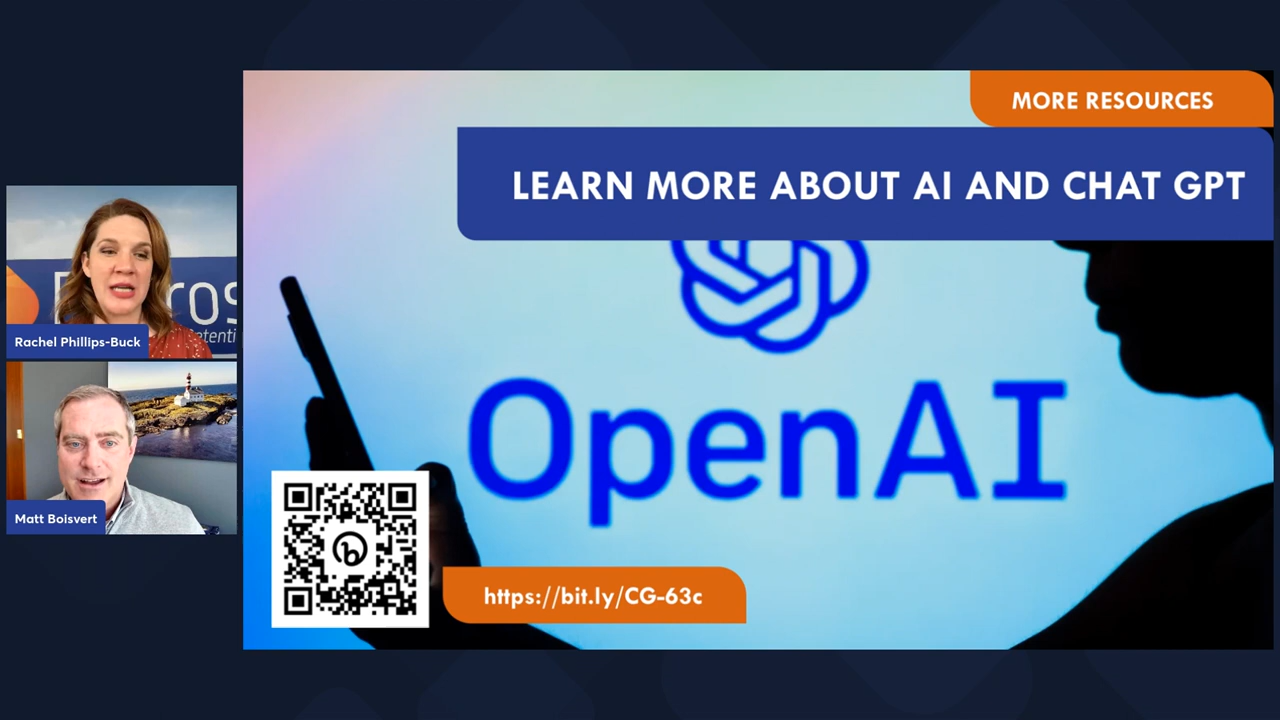 MORE RESOURCES
LEARN MORE ABOUT AI AND CHAT GPT
OpenAI
Rachel Phillips-Buck
Matt Boisvert
https://bit.ly/CG-63c